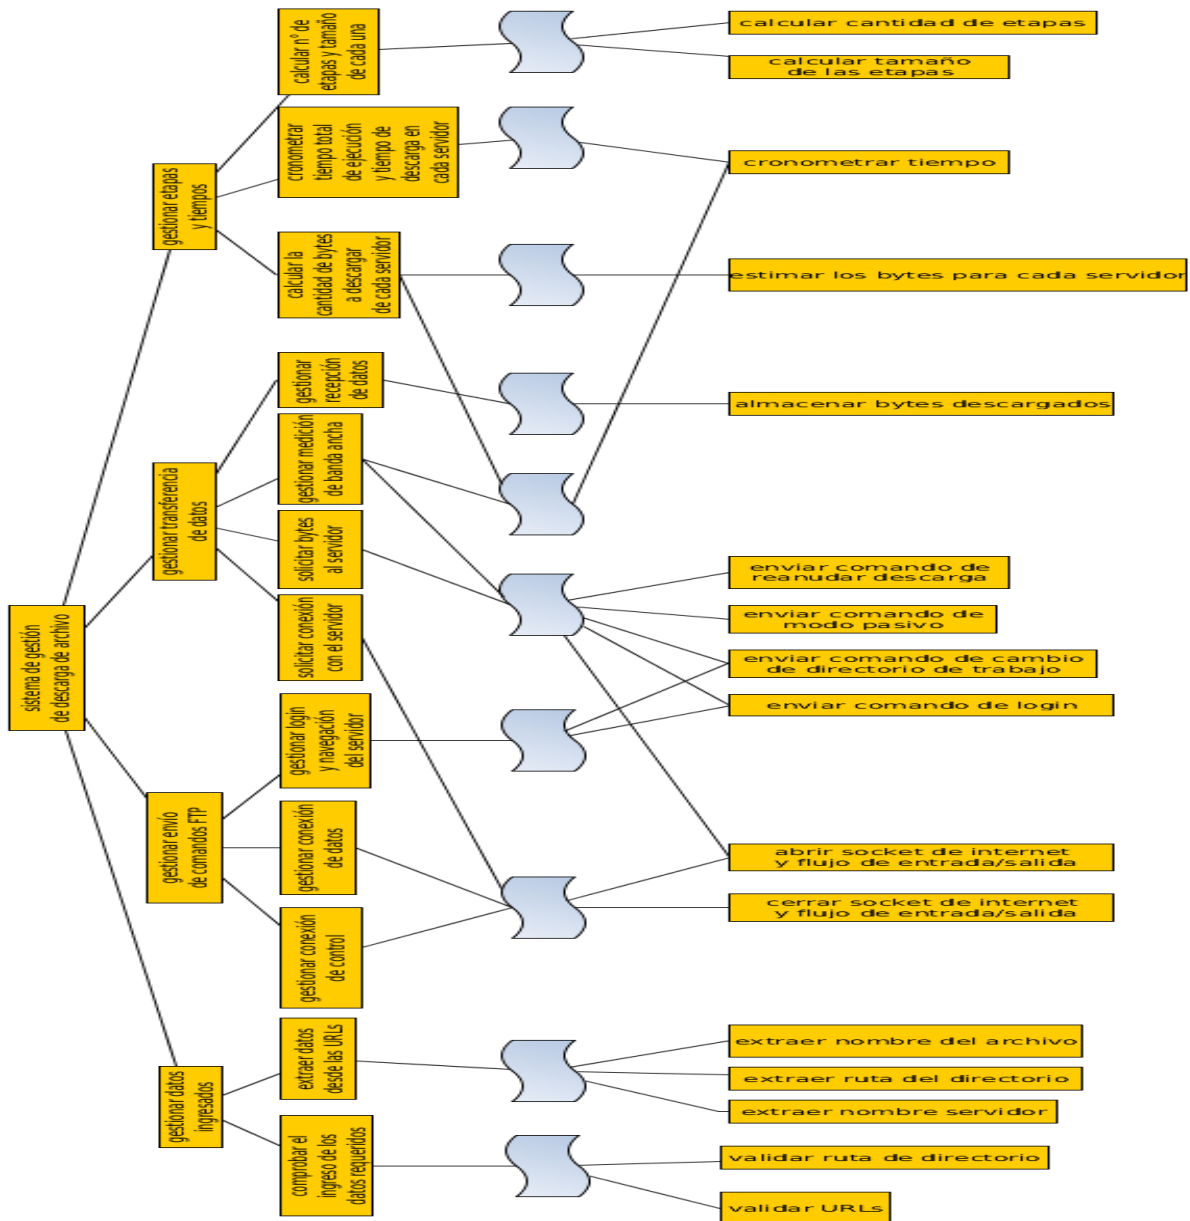 sistema de gestión
de descarga de archivo
gestionar etapas
y tiempos
gestionar transferencia
de datos
gestionar envío
de comandos FTP
gestionar datos
ingresados
calcular nº de
etapas y tamaño
de cada una
cronometrar
tiempo total
de ejecución
y tiempo de
descarga en
cada servidor
calcular la
cantidad de bytes
a descargar
de cada servidor
gestionar
recepción
de datos
gestionar medición
de banda ancha
solicitar bytes
al servidor
solicitar conexión
con el servidor
gestionar login
y navegación
del servidor
gestionar conexión
de datos
gestionar conexión
de control
extraer datos
desde las URLs
comprobar el
ingreso de los
datos requeridos
calcular cantidad de etapas
calcular tamaño
de las etapas
cronometrar tiempo
estimar los bytes para cada servidor
almacenar bytes descargados
enviar comando de
reanudar descarga
enviar comando de
modo pasivo
enviar comando de cambio
de directorio de trabajo
enviar comando de login
abrir socket de internet
y flujo de entrada/salida
cerrar socket de internet
y flujo de entrada/salida
extraer nombre del archivo
extraer ruta del directorio
extraer nombre servidor
validar ruta de directorio
validar URLs